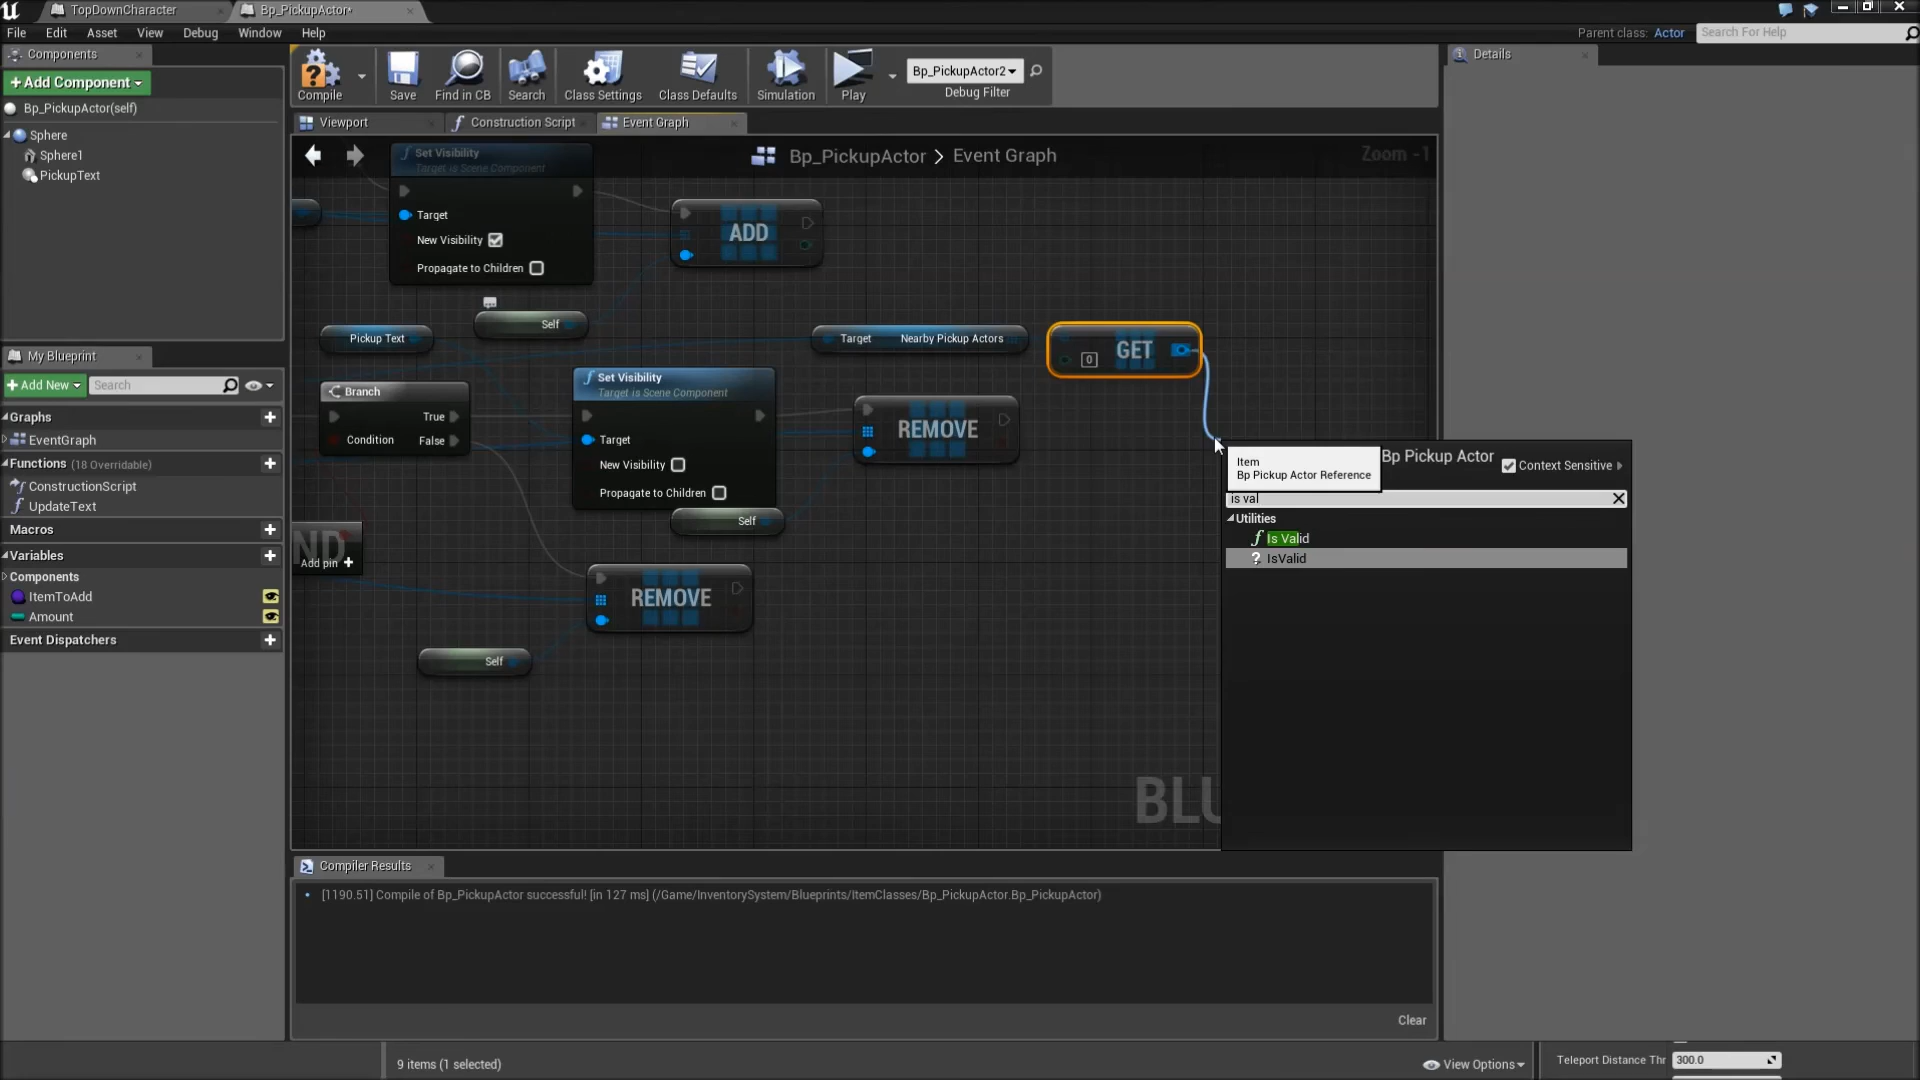 TopDownCharacter
Bp_PickupActor*
File Edit Asset View Debug Window Help
Parent class: Actor
Search For Help
Components
+Add Component
Bp_PickupActor(self)
Sphere
Sphere1
PickupText
Compile
Save
Find in CB
Search
Class Settings
Class Defaults
Simulation
Play
Bp_PickupActor2
Debug Filter
Details
Viewport
Construction Script
Event Graph
Bp_PickupActor > Event Graph
Zoom -1
Set Visibility
Target is Scene Component
Target
New Visibility
Propagate to Children
ADD
Self
Pickup Text
Target Nearby Pickup Actors
0 GET
Branch
True
Condition False
Set Visibility
Target is Scene Component
Target
New Visibility
Propagate to Children
REMOVE
Self
ND
Add pin +
REMOVE
Self
BLU
My Blueprint
+Add New
Search
Graphs
EventGraph
Functions (18 Overridable)
ConstructionScript
UpdateText
Macros
Variables
Components
ItemToAdd
Amount
Event Dispatchers
Item
Bp Pickup Actor Reference
Bp Pickup Actor
Context Sensitive
is val
Utilities
Is Valid
IsValid
Compiler Results
[1190.51] Compile of Bp_PickupActor successful! [in 127 ms] (/Game/InventorySystem/Blueprints/ItemClasses/Bp_PickupActor.Bp_PickupActor)
Clear
9 items (1 selected)
View Options
Teleport Distance Thr 300.0